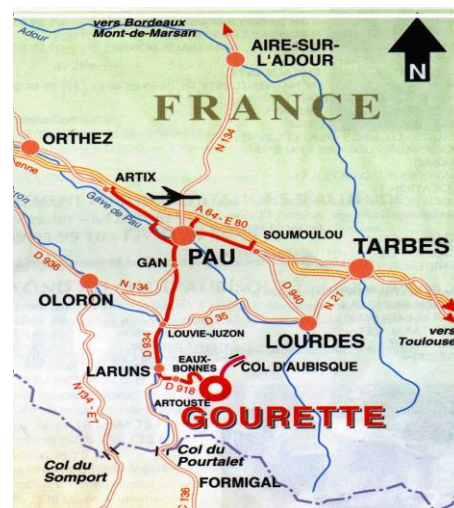 vers Bordeaux
Mont-de-Marsan
Adour
AIRE-SUR-
L'ADOUR
N
FRANCE
N 134
ORTHEZ
ARTIX
Gave de Pau
A 64 - E 80
SOUMOULOU
PAU
TARBES
GAN
D 936
N 134
OLORON
D 940
N 21
D 35
LOUVIE-JUZON
LOURDES
vers
Toulouse
D 934
EAUX-
BONNES
LARUNS
COL D'AUBISQUE
D 918
ARTOUSTE
GOURETTE
N134 - E7
Col du
Somport
Col du
Pourtalet
FORMIGAL
C 136